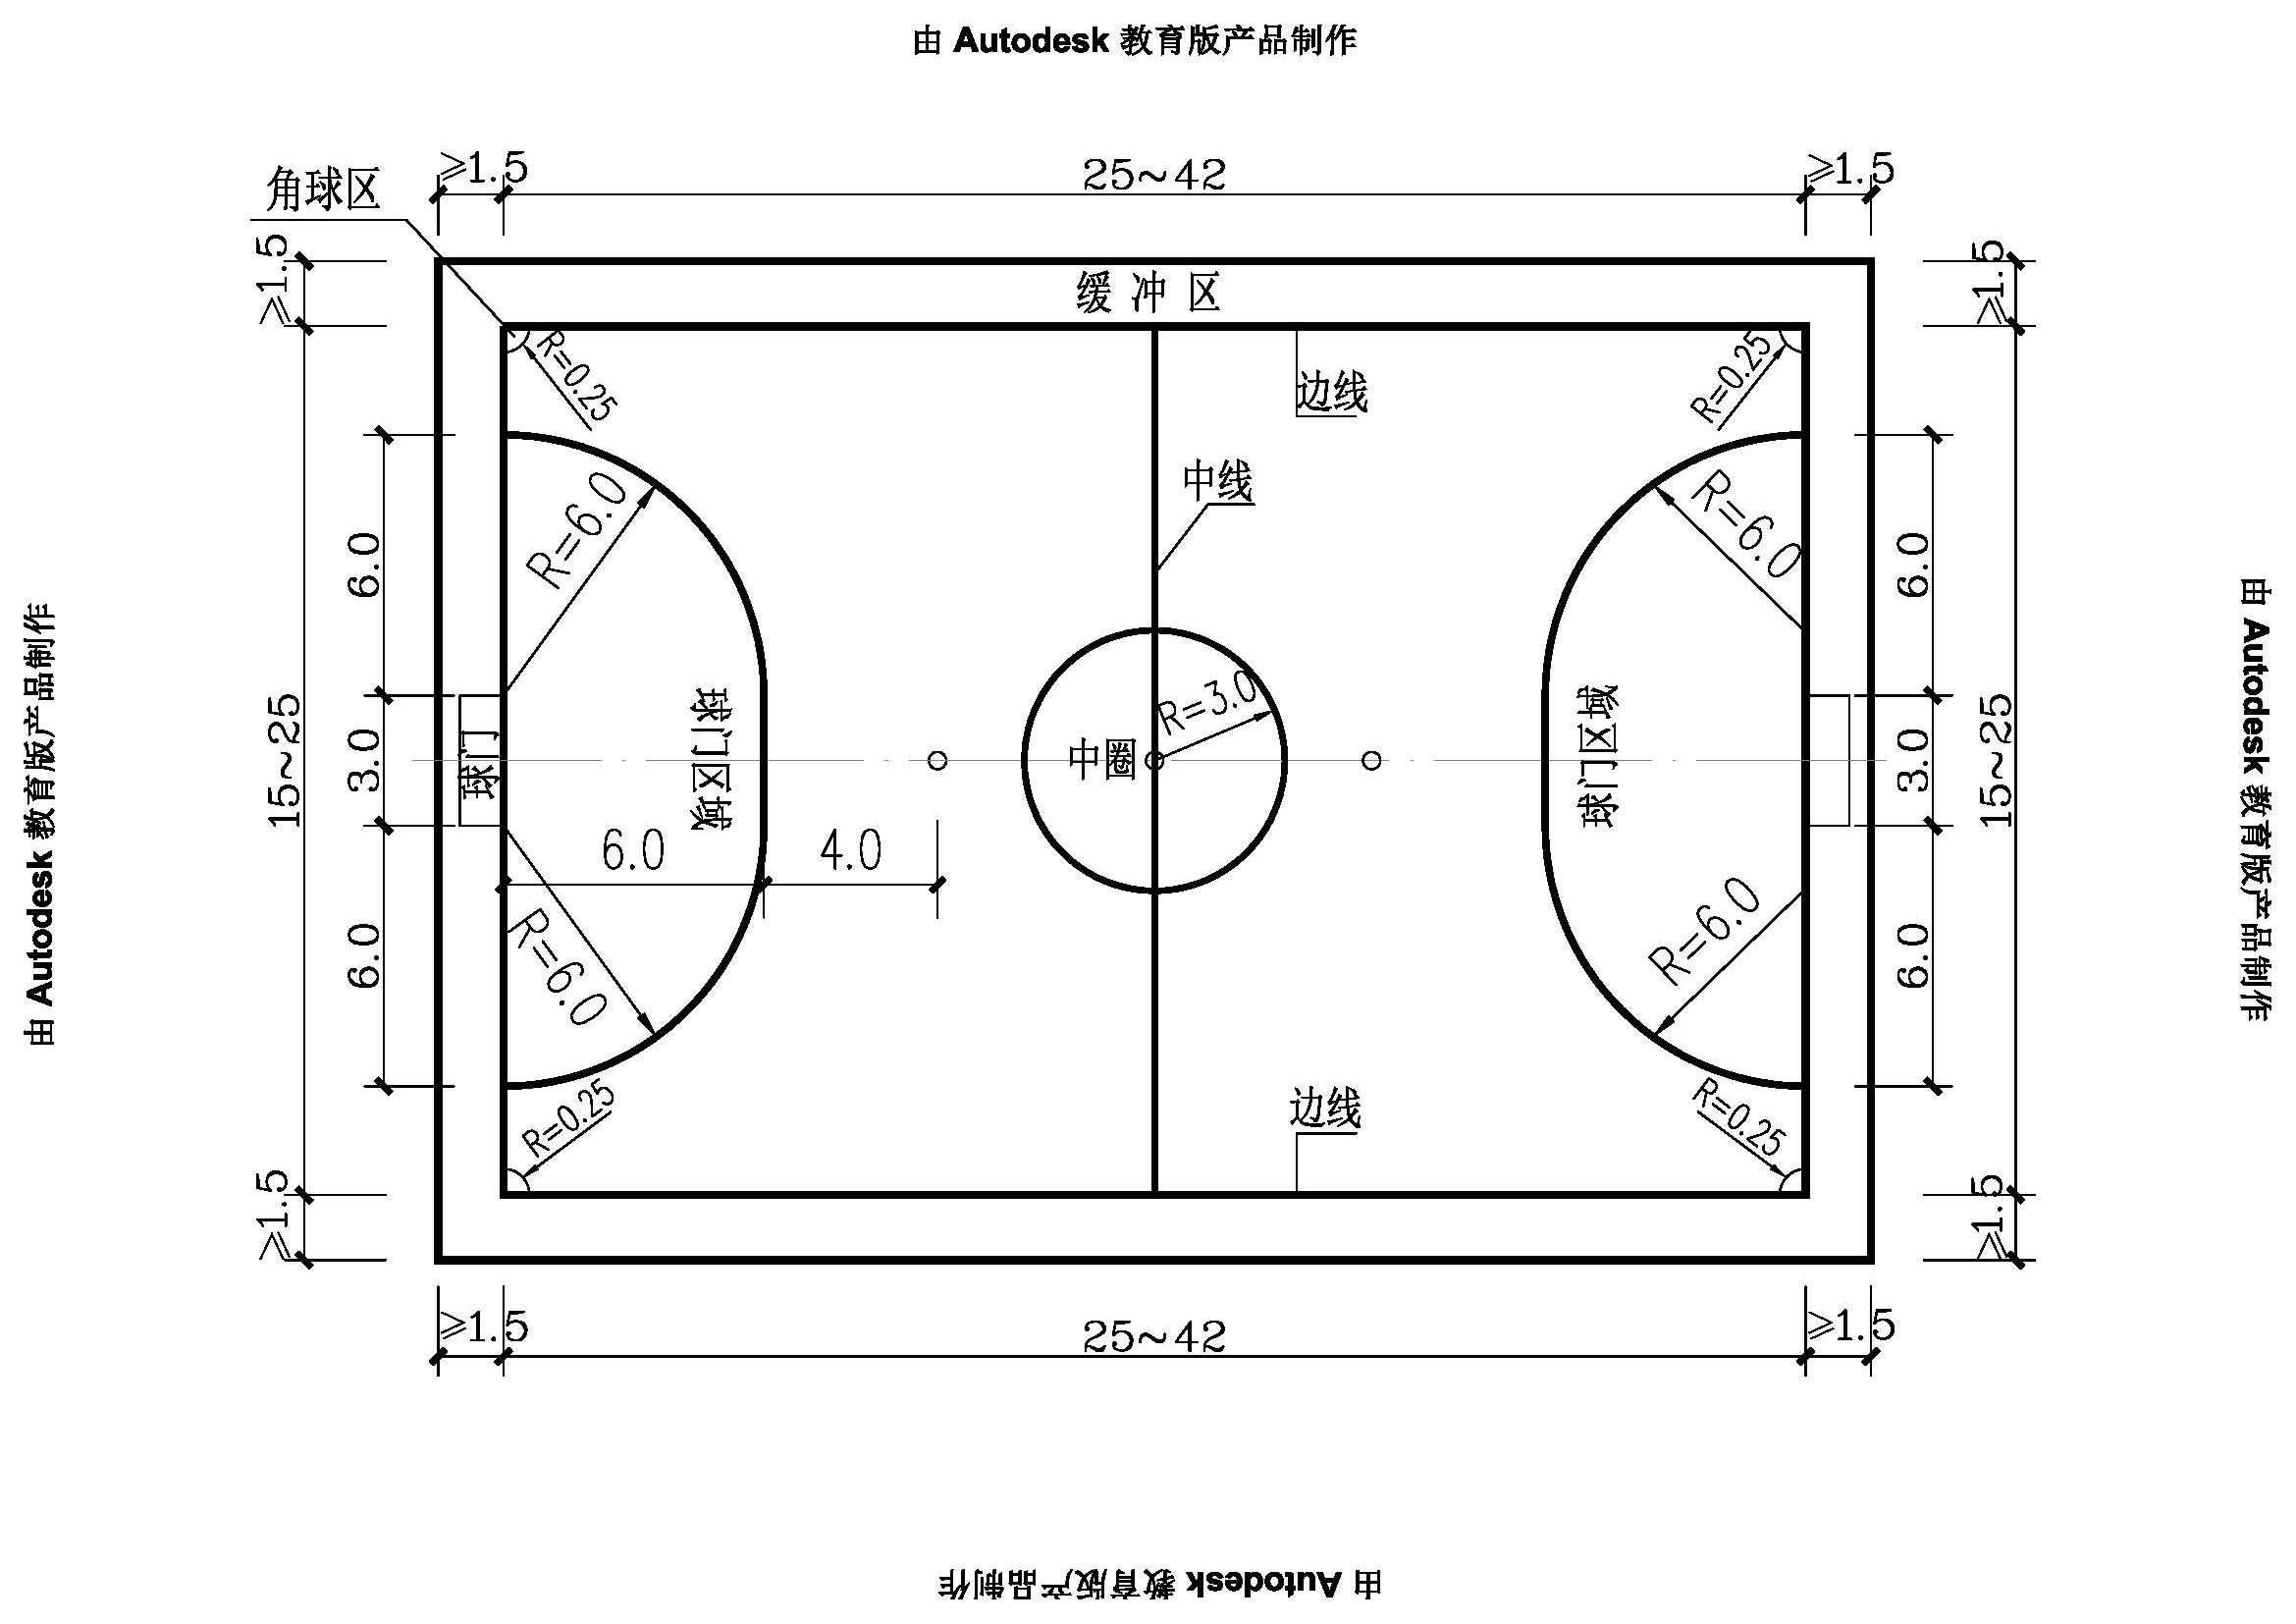 由 Autodesk 教育版产品制作
≥1.5
25~42
≥1.5
角球区
≥1.5
≥1.5
缓冲区
R=0.25
R=0.25
边线
中线
R=6.0
R=6.0
6.0
6.0
由 Autodesk 教育版产品制作
由 Autodesk 教育版产品制作
15~25
3.0
球门
球门区域
中圈
R=3.0
球门区域
3.0
15~25
6.0
4.0
6.0
R=6.0
R=6.0
6.0
边线
R=0.25
R=0.25
≥1.5
≥1.5
≥1.5
25~42
≥1.5
由 Autodesk 教育版产品制作